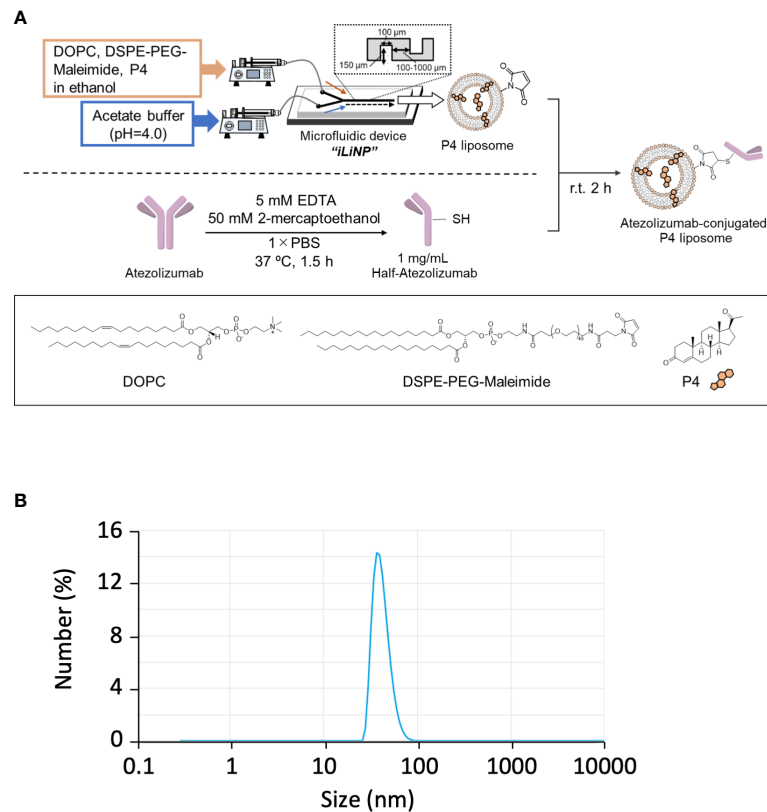 A
DOPC, DSPE-PEG-
Maleimide, P4
in ethanol
Acetate buffer
(pH=4.0)
100 µm
150 µm
100-1000 µm
Microfluidic device
"iLiNP"
P4 liposome
r.t. 2 h
Atezolizumab-conjugated
P4 liposome
Atezolizumab
5 mM EDTA
50 mM 2-mercaptoethanol
1×PBS
37 ºC, 1.5 h
SH
1 mg/mL
Half-Atezolizumab
DOPC
DSPE-PEG-Maleimide
P4
B
Number (%)
16
12
8
4
0
0.1
1
10
100
1000
10000
Size (nm)